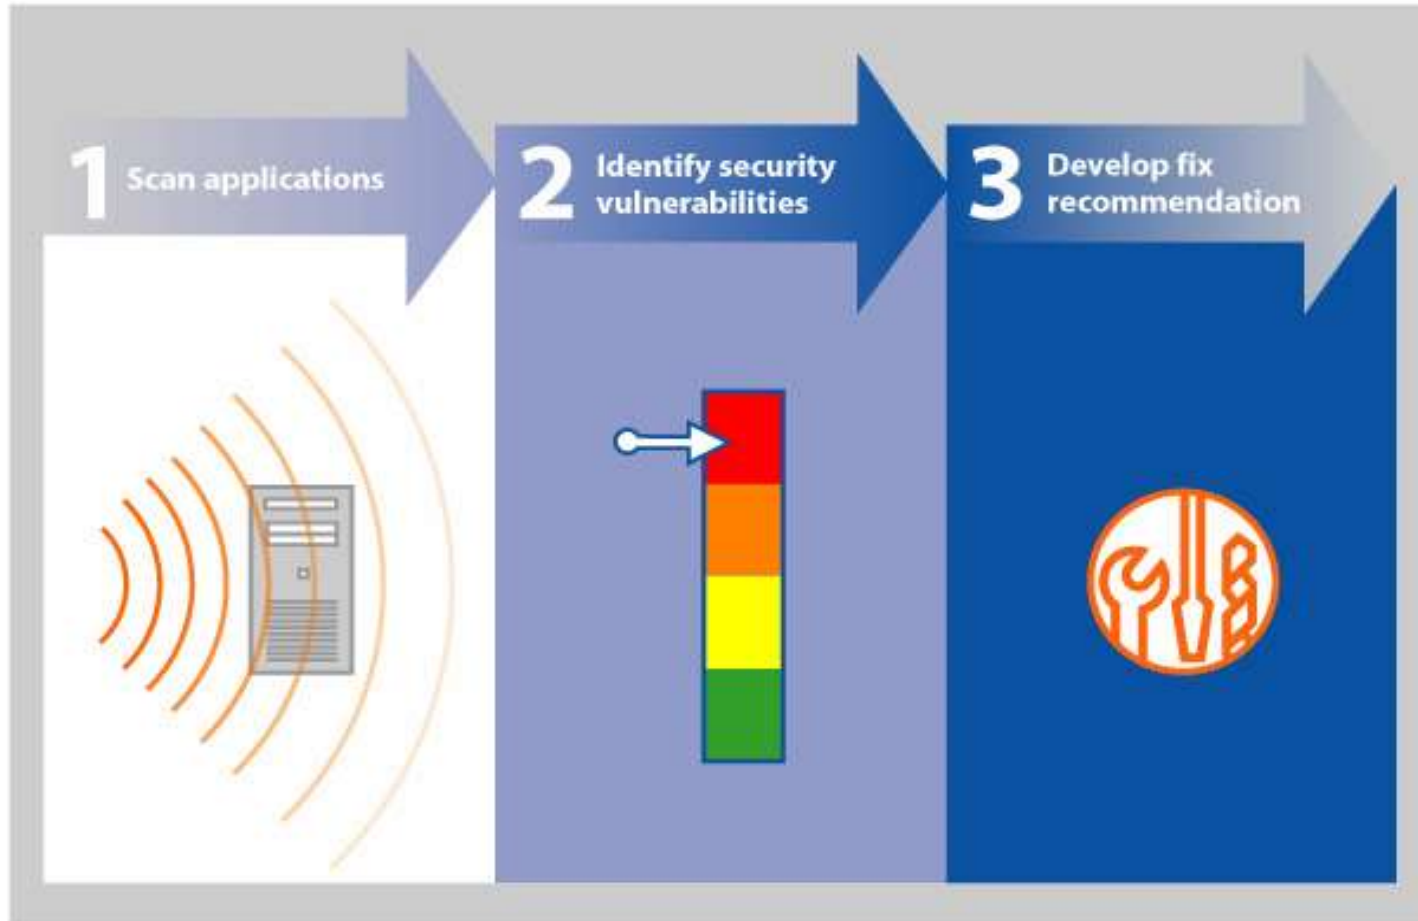 1 Scan applications
2 Identify security
vulnerabilities
3 Develop fix
recommendation